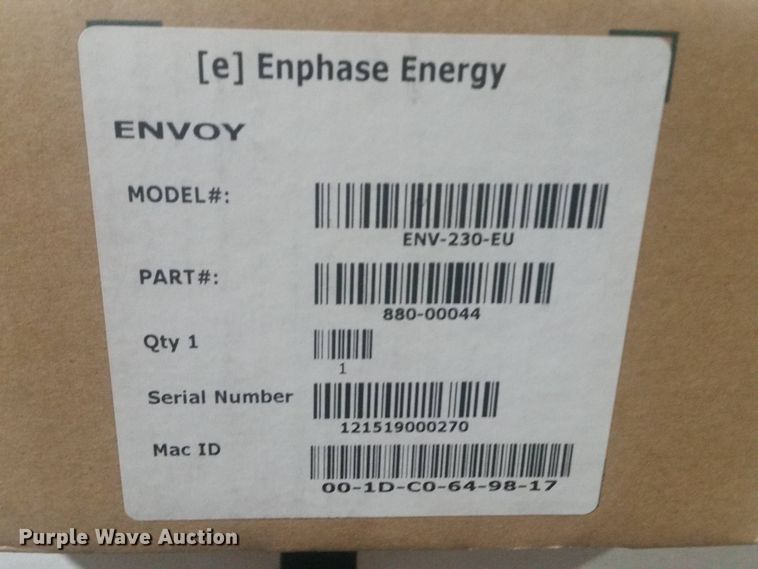 [e] Enphase Energy
ENVOY
MODEL#:
ENV-230-EU
PART#:
880-00044
Qty 1
1
Serial Number
121519000270
Mac ID
00-1D-C0-64-98-17
Purple Wave Auction